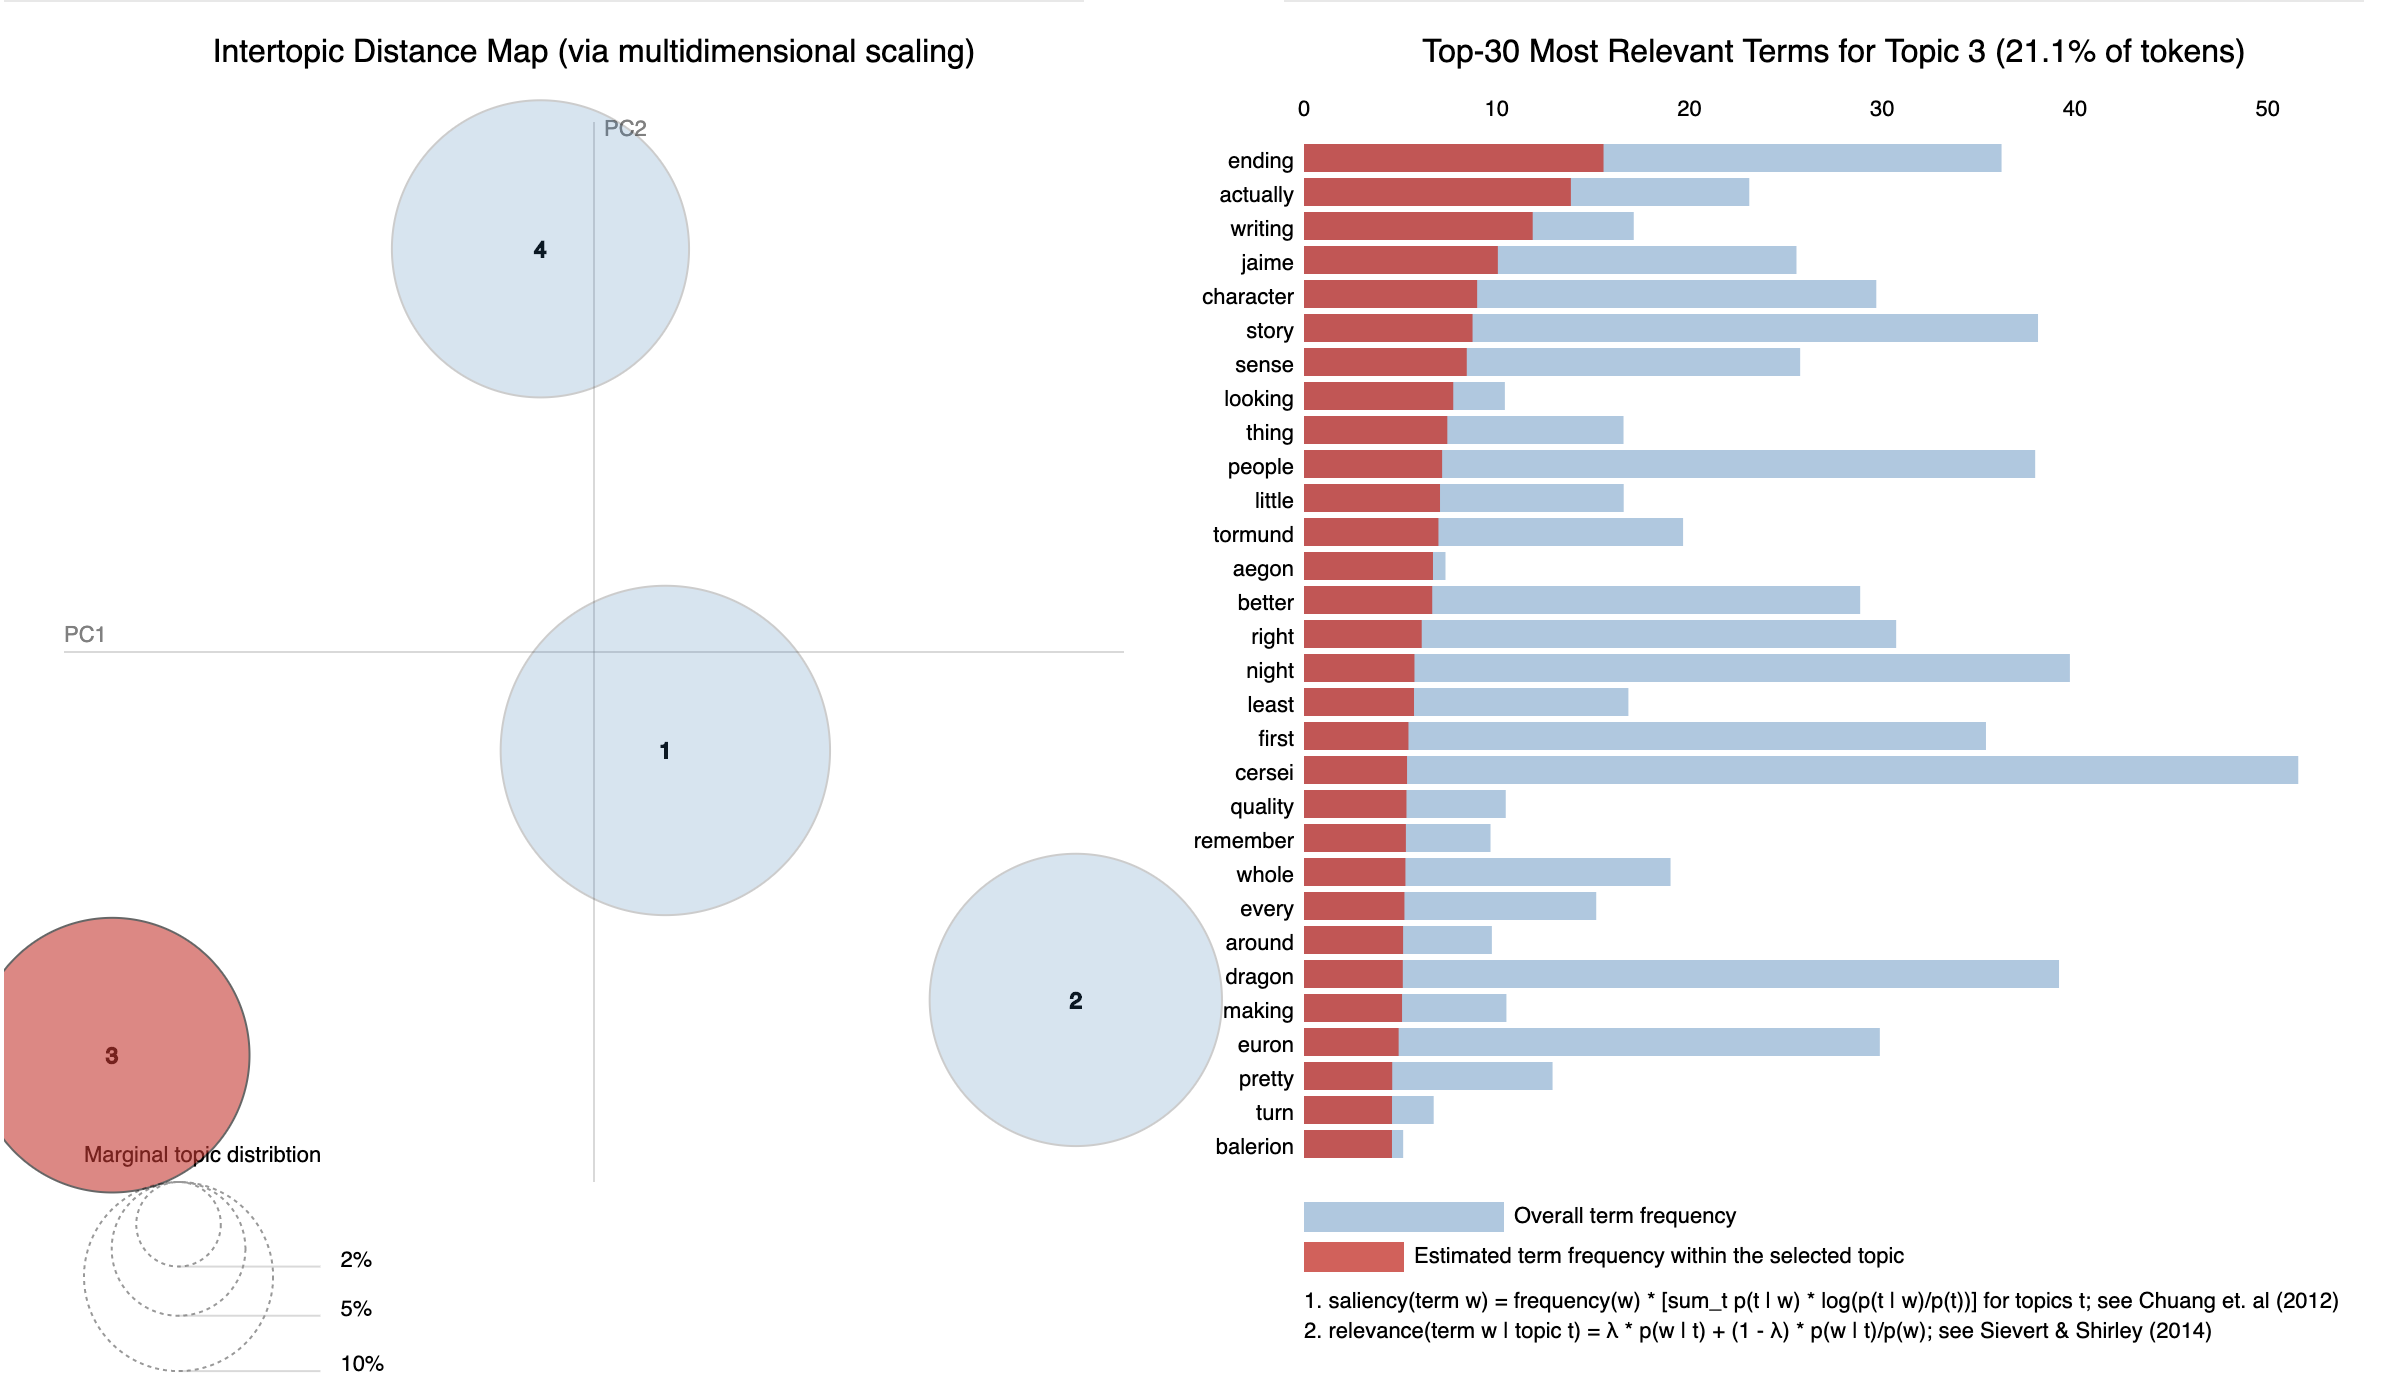 Intertopic Distance Map (via multidimensional scaling)
PC2
4
PC1
1
2
3
Marginal topic distribtion
2%
5%
10%
Top-30 Most Relevant Terms for Topic 3 (21.1% of tokens)
0 10 20 30 40 50
ending
actually
writing
jaime
character
story
sense
looking
thing
people
little
tormund
aegon
better
right
night
least
first
cersei
quality
remember
whole
every
around
dragon
making
euron
pretty
turn
balerion
Overall term frequency
Estimated term frequency within the selected topic
1. saliency(term w) = frequency(w) * [sum_t p(t | w) * log(p(t | w)/p(t))] for topics t; see Chuang et. al (2012)
2. relevance(term w | topic t) = λ * p(w | t) + (1 - λ) * p(w | t)/p(w); see Sievert & Shirley (2014)